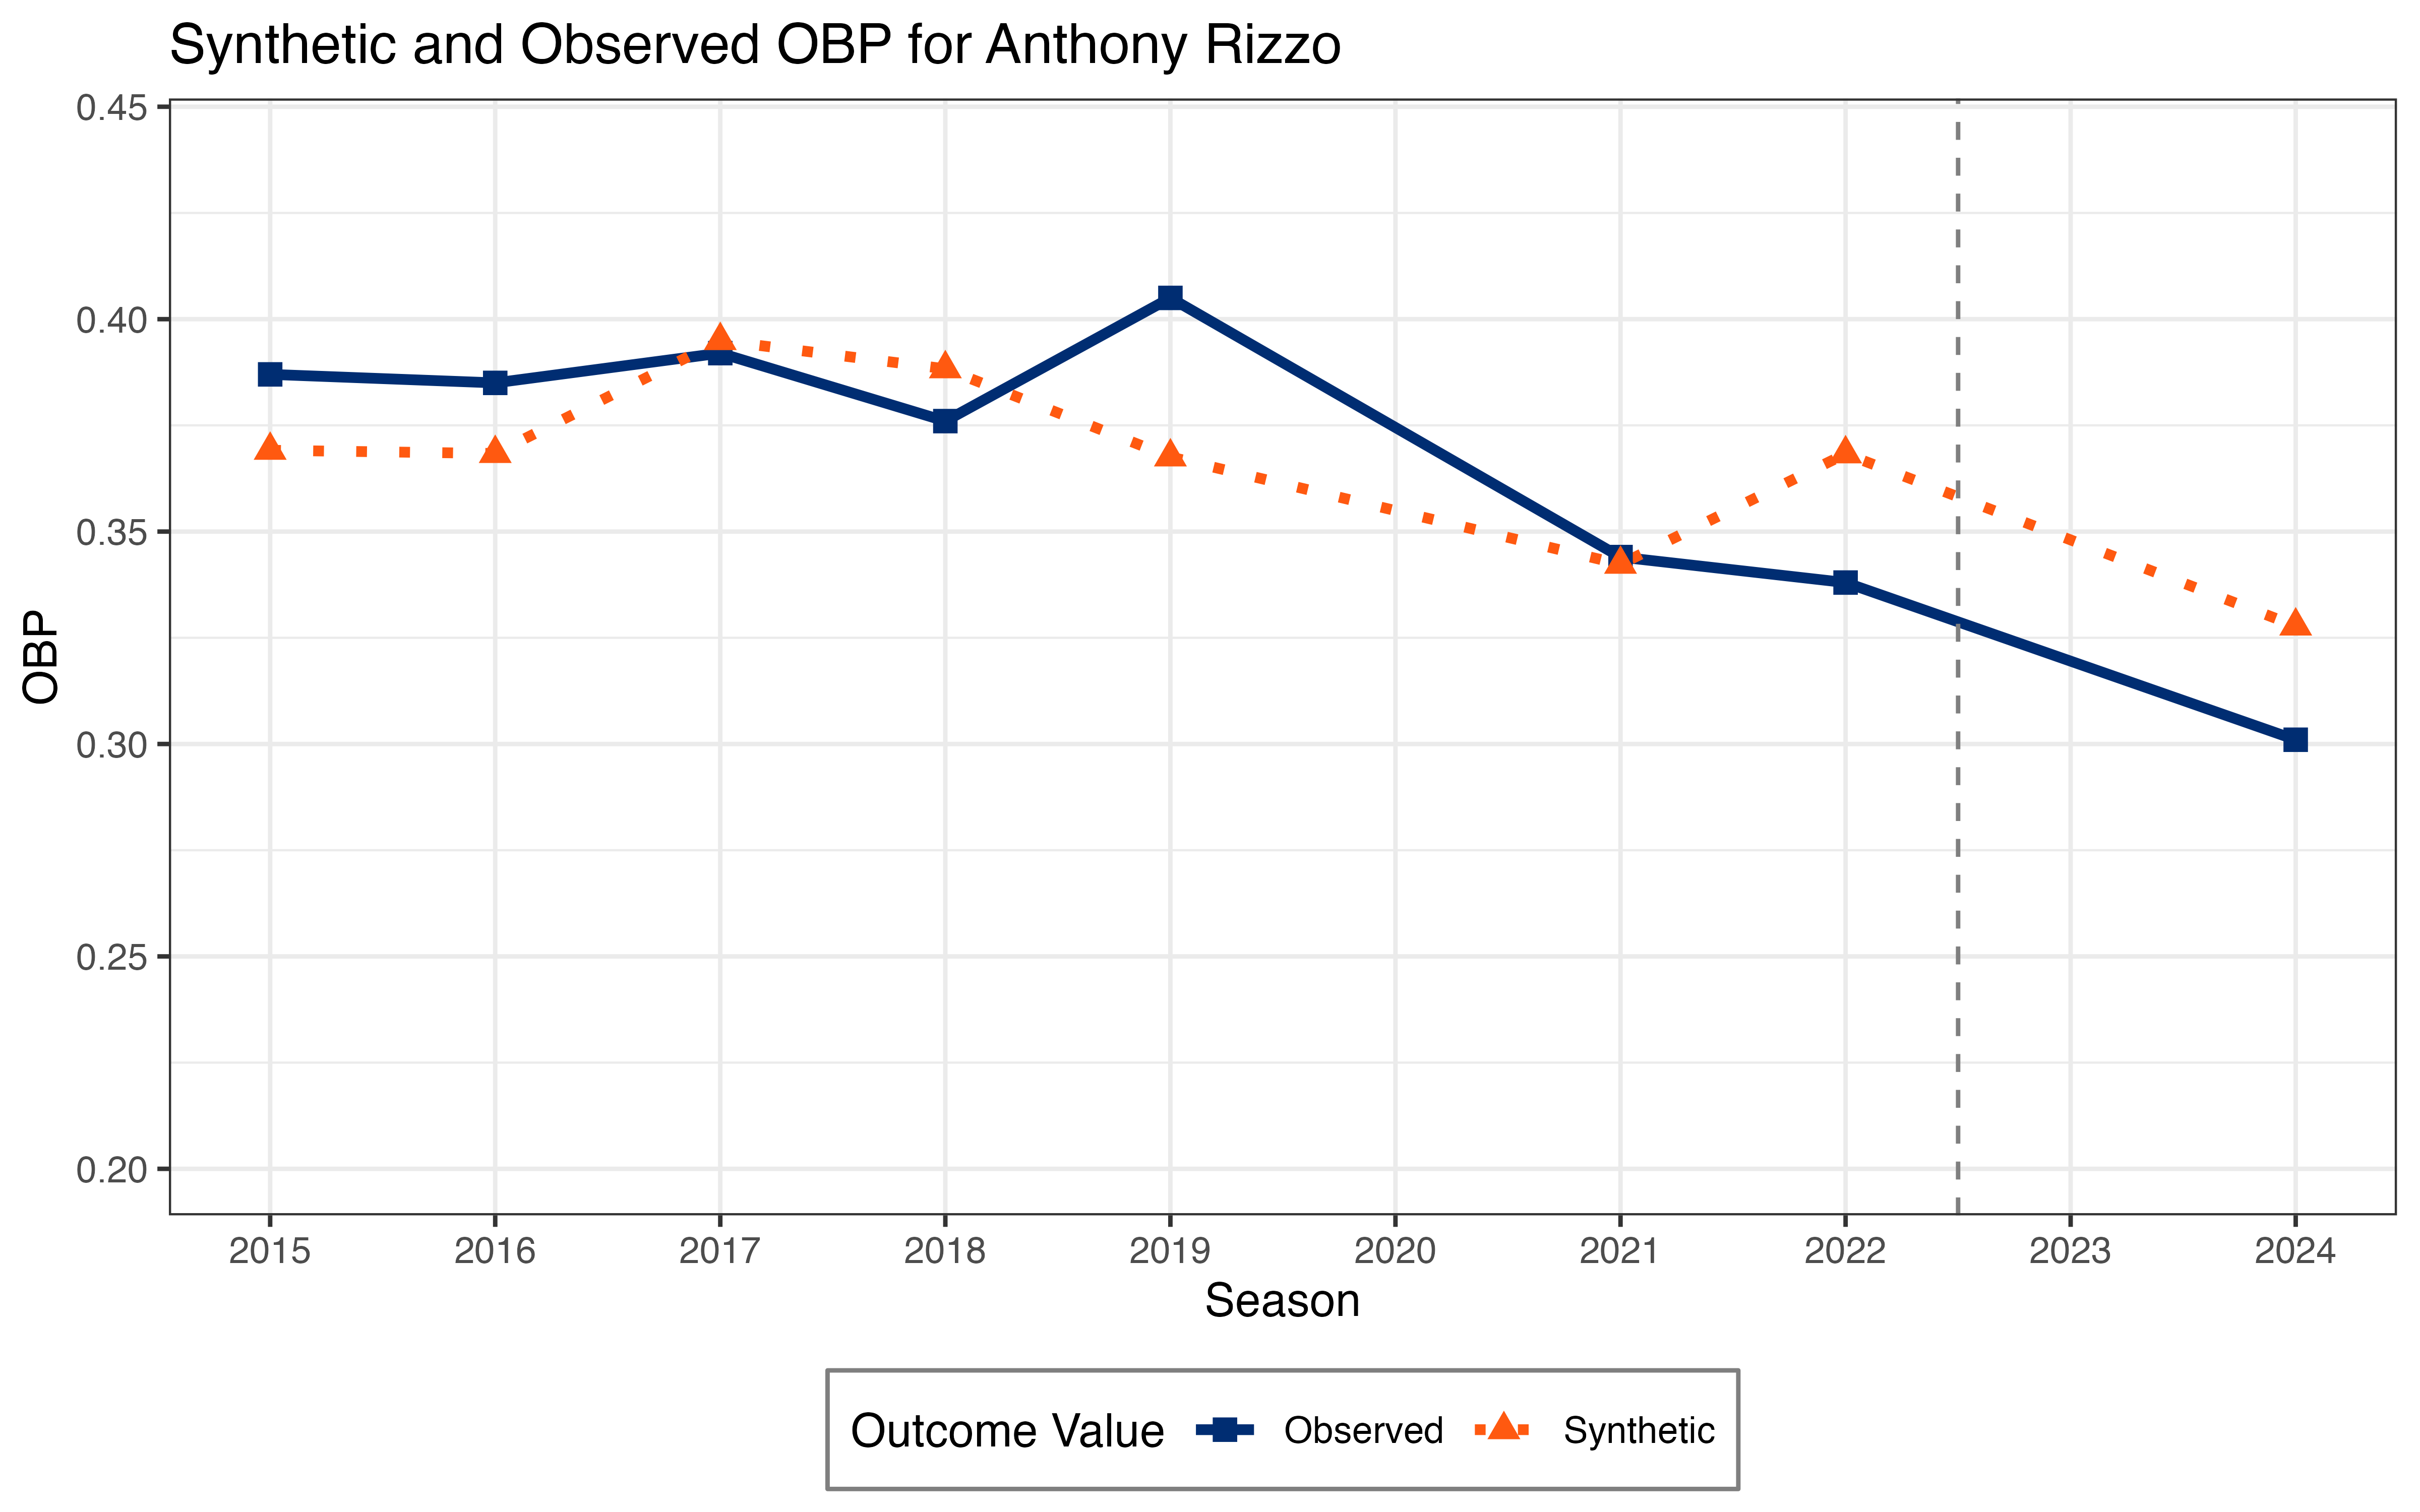 Synthetic and Observed OBP for Anthony Rizzo
0.45
0.40
0.35
0.30
0.25
0.20
OBP
2015 2016 2017 2018 2019 2020 2021 2022 2023 2024
Season
Outcome Value Observed Synthetic